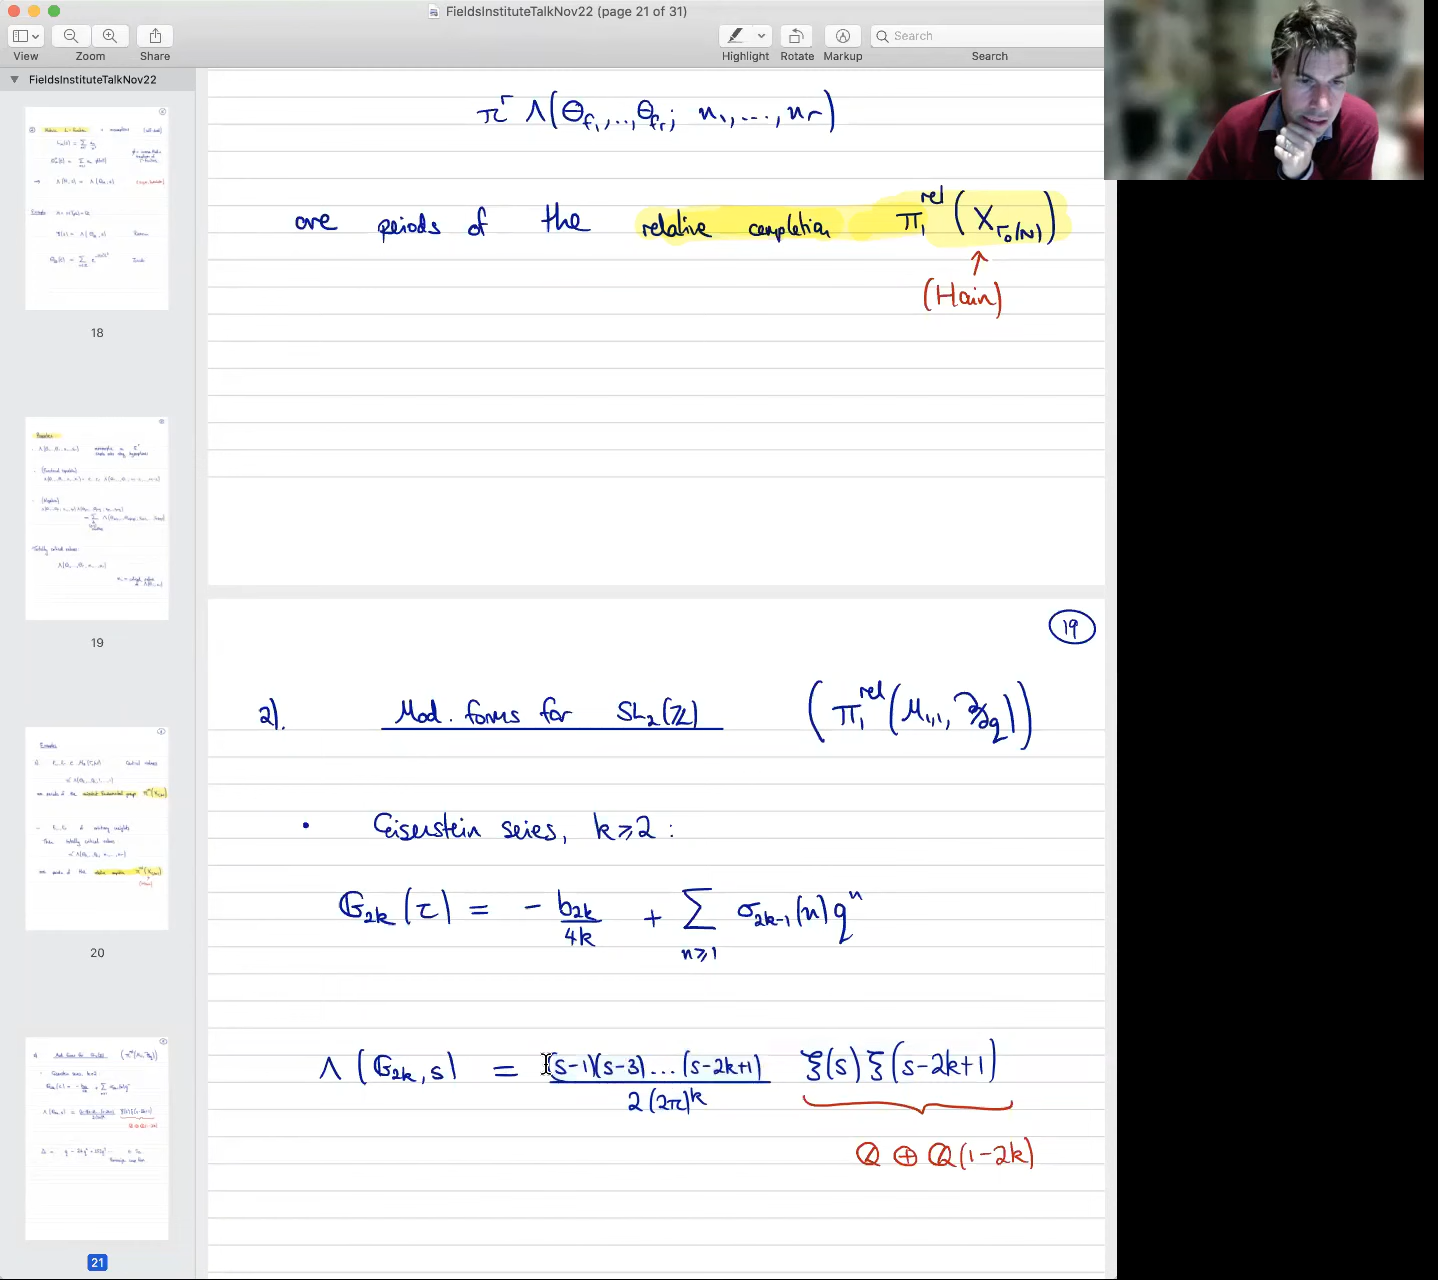 FieldsInstituteTalkNov22 (page 21 of 31)
View
Zoom
Share
Highlight
Rotate
Markup
Search
Search
FieldsInstituteTalkNov22
18
19
20
21
π^r Λ(Θ_{f_1},..,Θ_{f_r}; n_1,...,n_r)
are periods of the relative completion π_1^{rel}(X_{Γ_0(N)})
↑
(Hain)
19
2). Mod. forms for SL_2(ℤ) (π_1^{rel}(M_{1,1}, ∂/∂q))
• Eisenstein series, k≥2 :
𝔾_{2k}(τ) = - b_{2k}/4k + ∑_{n≥1} σ_{2k-1}(n) q^n
Λ(𝔾_{2k}, s) = (s-1)(s-3)...(s-2k+1) / 2(2π)^k ξ(s) ξ(s-2k+1)
ℚ ⊕ ℚ(1-2k)